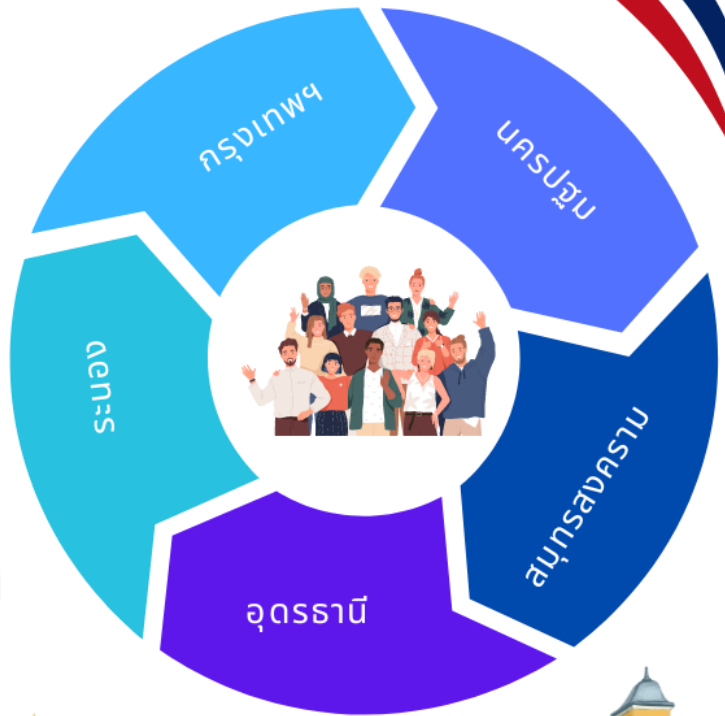 กรุงเทพฯ
นครปฐม
สมุทรสงคราม
อุดรธานี
ระยอง